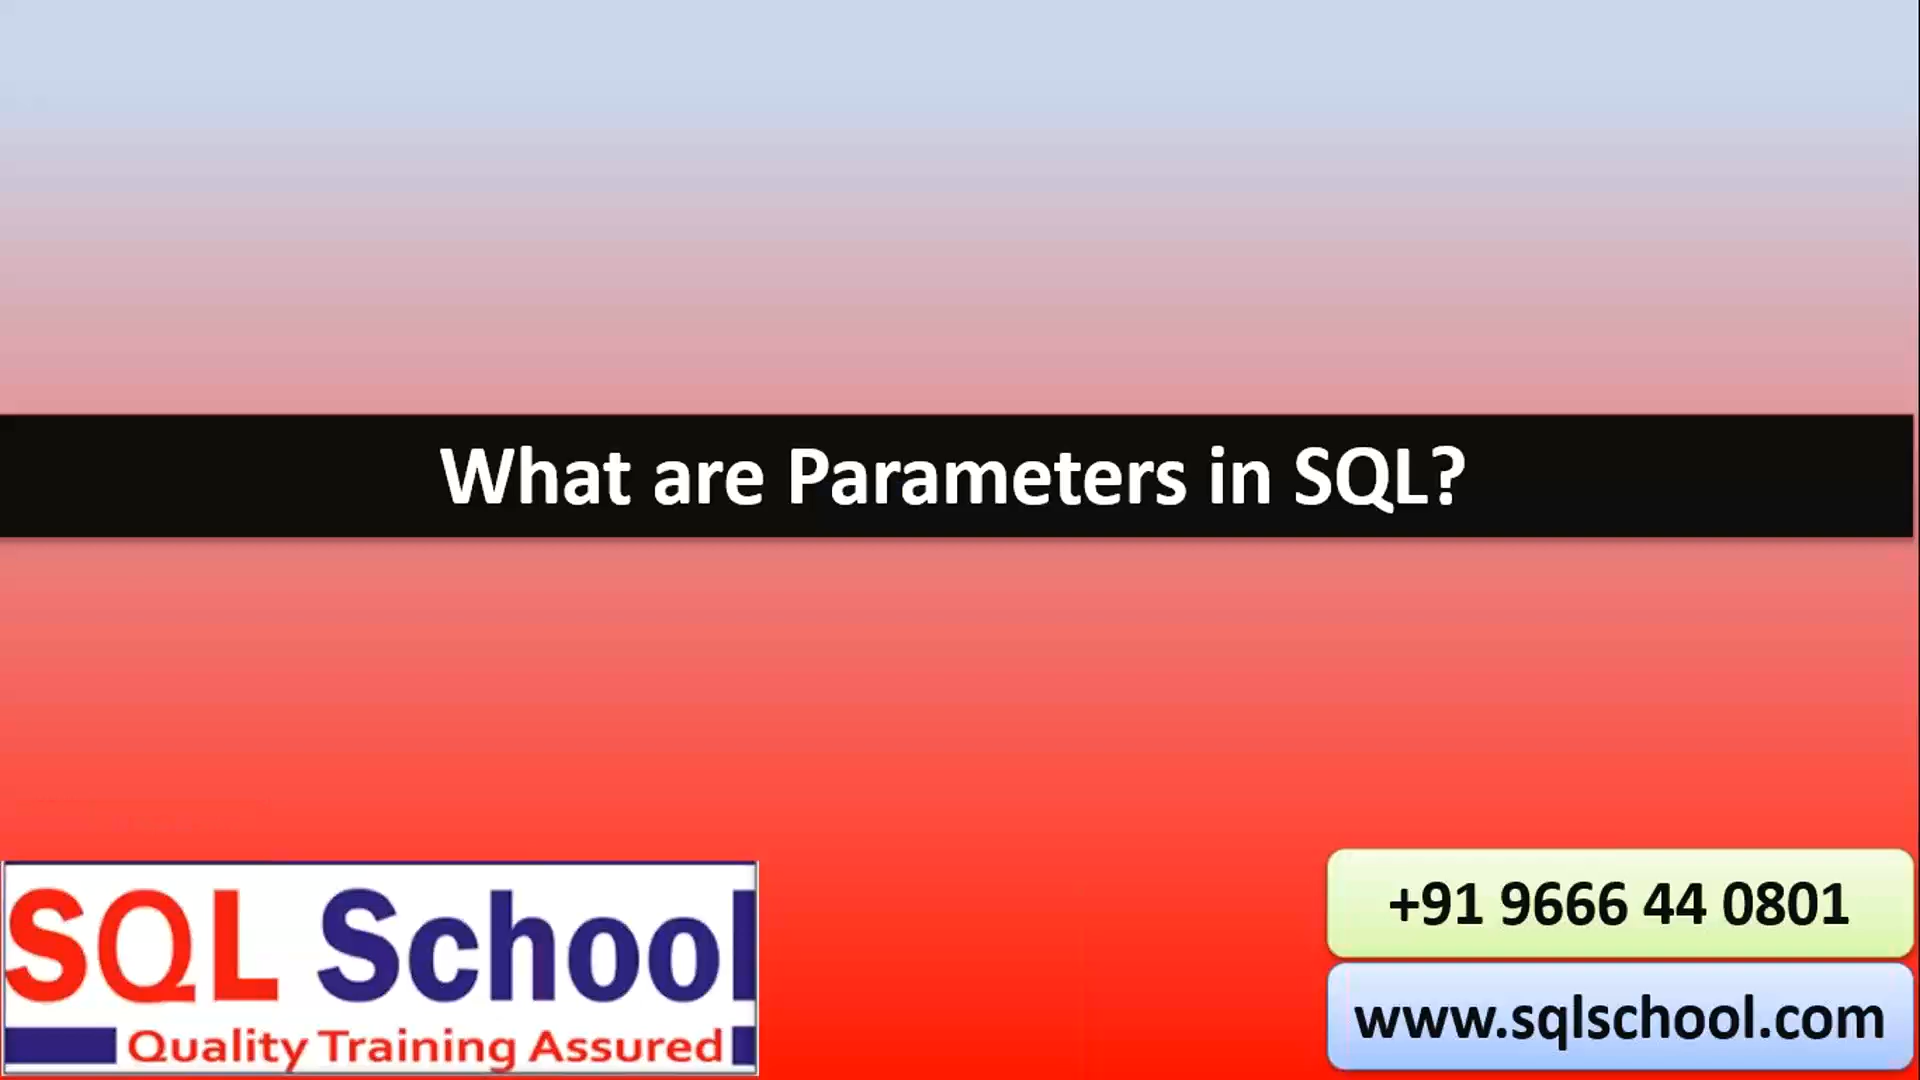 What are Parameters in SQL?
SQL School
Quality Training Assured
+91 9666 44 0801
www.sqlschool.com